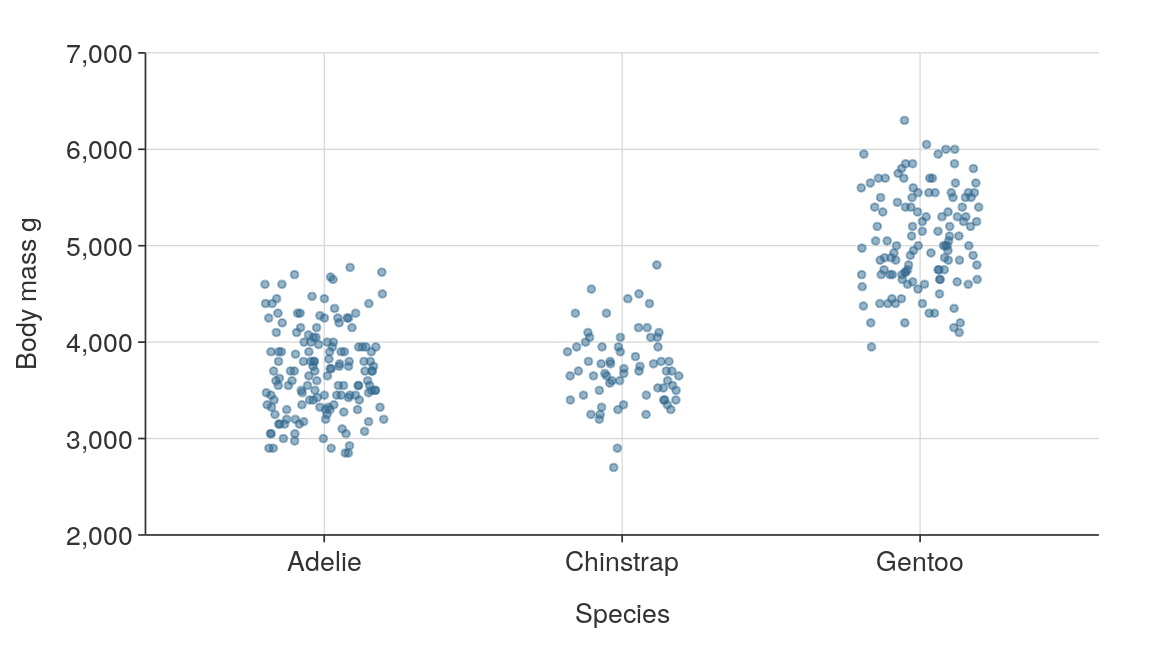 7,000
6,000
5,000
4,000
3,000
2,000
Body mass g
Adelie
Chinstrap
Gentoo
Species